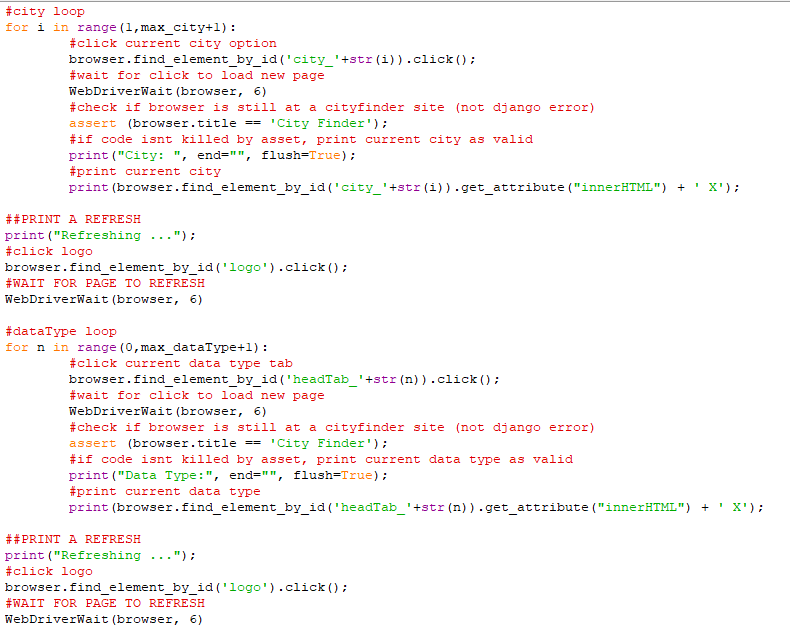 #city loop
for i in range(1,max_city+1):
        #click current city option
        browser.find_element_by_id('city_'+str(i)).click();
        #wait for click to load new page
        WebDriverWait(browser, 6)
        #check if browser is still at a cityfinder site (not django error)
        assert (browser.title == 'City Finder');
        #if code isnt killed by asset, print current city as valid
        print("City: ", end="", flush=True);
        #print current city
        print(browser.find_element_by_id('city_'+str(i)).get_attribute("innerHTML") + ' X');

##PRINT A REFRESH
print("Refreshing ...");
#click logo
browser.find_element_by_id('logo').click();
#WAIT FOR PAGE TO REFRESH
WebDriverWait(browser, 6)

#dataType loop
for n in range(0,max_dataType+1):
        #click current data type tab
        browser.find_element_by_id('headTab_'+str(n)).click();
        #wait for click to load new page
        WebDriverWait(browser, 6)
        #check if browser is still at a cityfinder site (not django error)
        assert (browser.title == 'City Finder');
        #if code isnt killed by asset, print current data type as valid
        print("Data Type:", end="", flush=True);
        #print current data type
        print(browser.find_element_by_id('headTab_'+str(n)).get_attribute("innerHTML") + ' X');

##PRINT A REFRESH
print("Refreshing ...");
#click logo
browser.find_element_by_id('logo').click();
#WAIT FOR PAGE TO REFRESH
WebDriverWait(browser, 6)